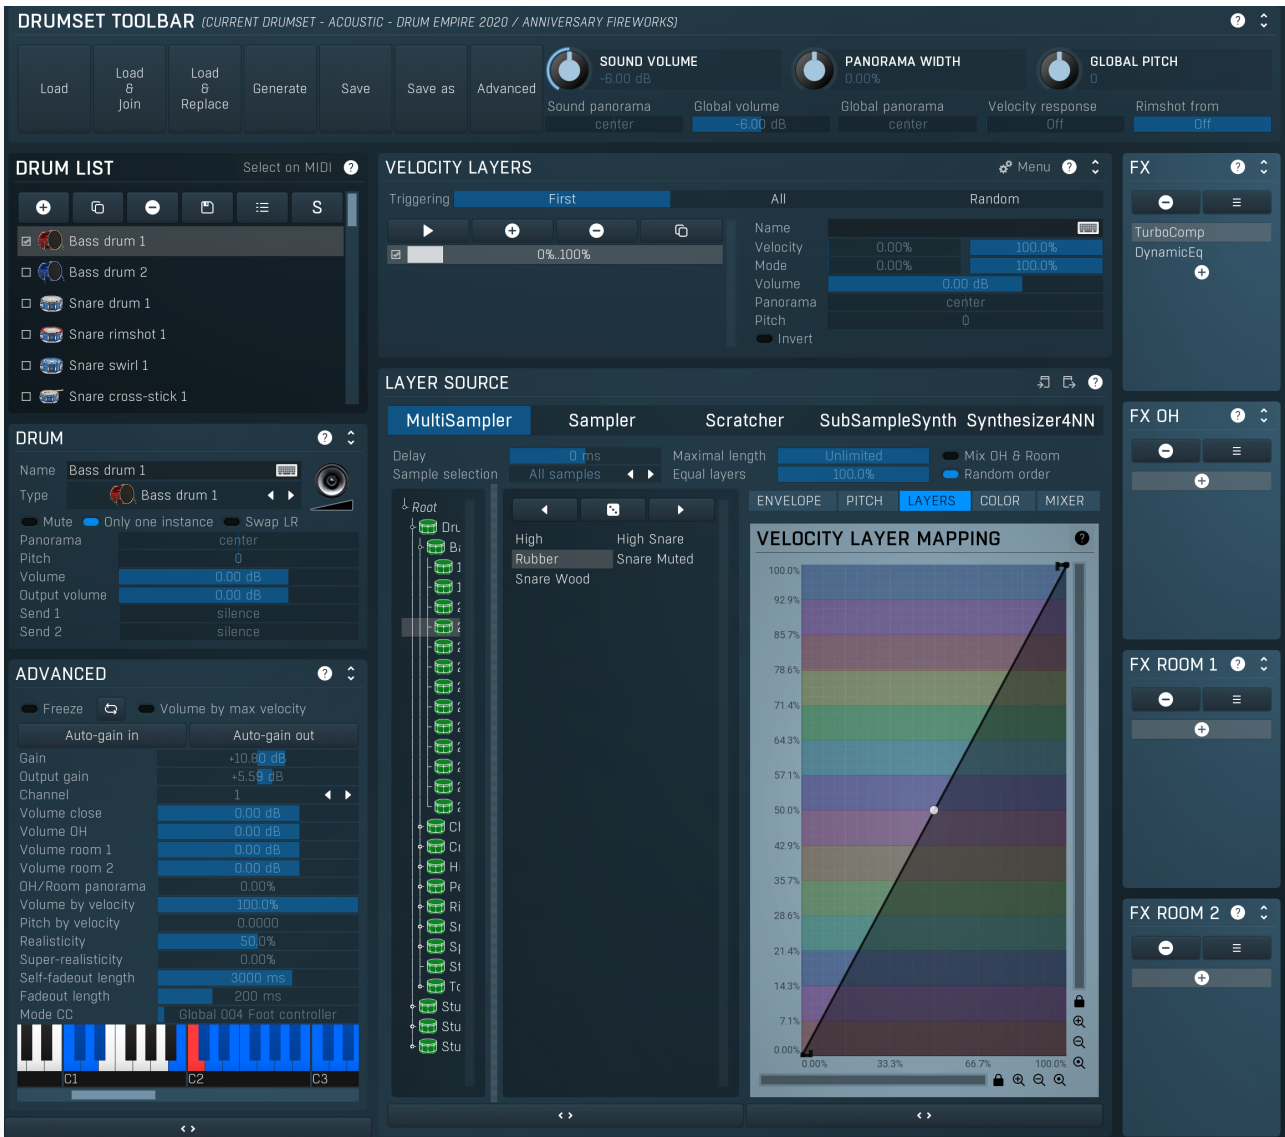 DRUMSET TOOLBAR (CURRENT DRUMSET - ACOUSTIC - DRUM EMPIRE 2020 / ANNIVERSARY FIREWORKS)
Load
Load & Join
Load & Replace
Generate
Save
Save as
Advanced
SOUND VOLUME
-6.00 dB
PANORAMA WIDTH
0.00%
GLOBAL PITCH
0
Sound panorama
center
Global volume
-6.00 dB
Global panorama
center
Velocity response
Off
Rimshot from
Off
DRUM LIST Select on MIDI ?
S
Bass drum 1
Bass drum 2
Snare drum 1
Snare rimshot 1
Snare swirl 1
Snare cross-stick 1
DRUM
Name Bass drum 1
Type Bass drum 1
Mute Only one instance Swap LR
Panorama center
Pitch 0
Volume 0.00 dB
Output volume 0.00 dB
Send 1 silence
Send 2 silence
ADVANCED
Freeze Volume by max velocity
Auto-gain in Auto-gain out
Gain +10.80 dB
Output gain +5.59 dB
Channel 1
Volume close 0.00 dB
Volume OH 0.00 dB
Volume room 1 0.00 dB
Volume room 2 0.00 dB
OH/Room panorama 0.00%
Volume by velocity 100.0%
Pitch by velocity 0.0000
Realisticity 50.0%
Super-realisticity 0.00%
Self-fadeout length 3000 ms
Fadeout length 200 ms
Mode CC Global 004 Foot controller
C1 C2 C3
VELOCITY LAYERS Menu ?
Triggering First All Random
0%..100%
Name
Velocity 0.00% 100.0%
Mode 0.00% 100.0%
Volume 0.00 dB
Panorama center
Pitch 0
Invert
LAYER SOURCE
MultiSampler Sampler Scratcher SubSampleSynth Synthesizer4NN
Delay 0 ms Maximal length Unlimited Mix OH & Room
Sample selection All samples Equal layers 100.0% Random order
Root
Dru
Cr
Hi
Pe
Ri
St
Stu
Stu
Stu
High High Snare
Rubber Snare Muted
Snare Wood
ENVELOPE PITCH LAYERS COLOR MIXER
VELOCITY LAYER MAPPING ?
100.0%
92.9%
85.7%
78.6%
71.4%
64.3%
57.1%
50.0%
42.9%
35.7%
28.6%
21.4%
14.3%
7.1%
0.00%
0.00% 33.3% 66.7% 100.0%
FX
TurboComp
DynamicEq
FX OH
FX ROOM 1
FX ROOM 2